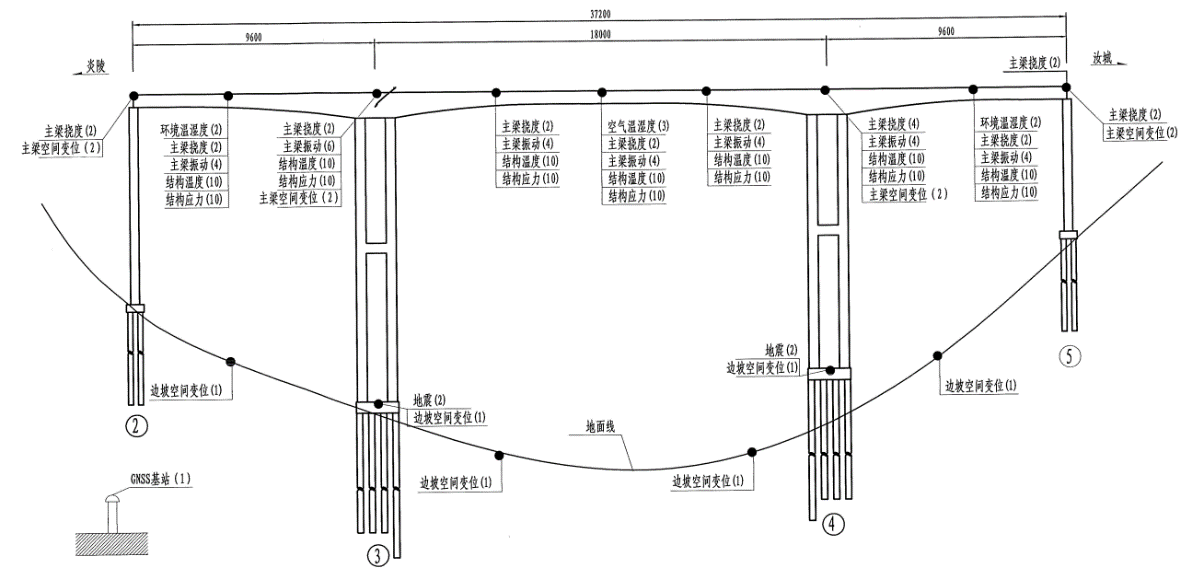 37200
9600
18000
9600
炎陵
汝城
主梁挠度(2)
主梁挠度(2)
主梁空间变位(2)
环境温湿度(2)
主梁挠度(2)
主梁振动(4)
结构温度(10)
结构应力(10)
主梁挠度(2)
主梁振动(6)
结构温度(10)
结构应力(10)
主梁空间变位(2)
主梁挠度(2)
主梁振动(4)
结构温度(10)
结构应力(10)
空气温湿度(3)
主梁挠度(2)
主梁振动(4)
结构温度(10)
结构应力(10)
主梁挠度(2)
主梁振动(4)
结构温度(10)
结构应力(10)
主梁挠度(4)
主梁振动(4)
结构温度(10)
结构应力(10)
主梁空间变位(2)
环境温湿度(2)
主梁挠度(2)
主梁振动(4)
结构温度(10)
结构应力(10)
主梁挠度(2)
主梁空间变位(2)
地震(2)
边坡空间变位(1)
⑤
边坡空间变位(1)
边坡空间变位(1)
地震(2)
边坡空间变位(1)
②
地面线
边坡空间变位(1)
边坡空间变位(1)
GNSS基站(1)
③
④